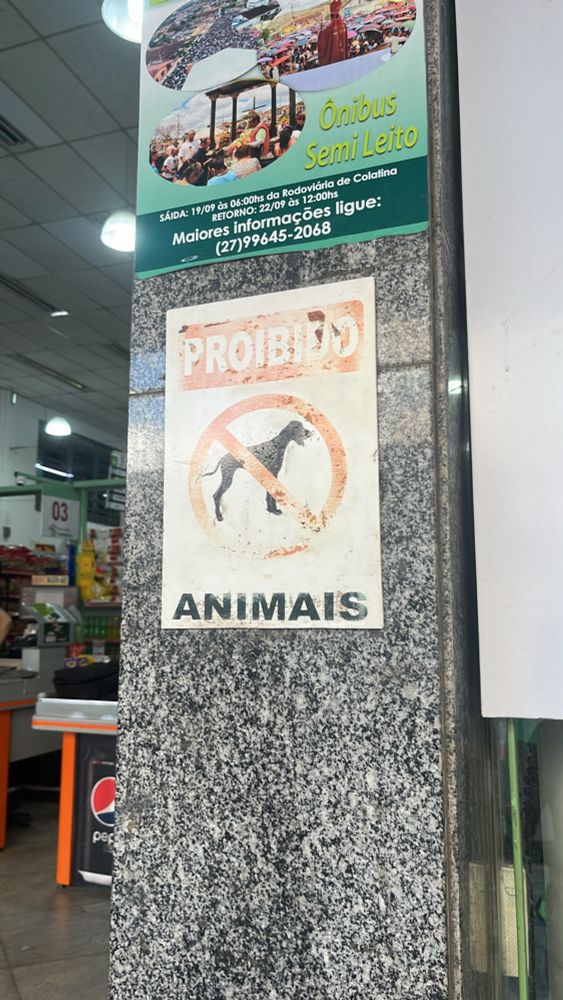 Ônibus
Semi Leito
SAÍDA: 19/09 às 06:00hs da Rodoviária de Colatina
RETORNO: 22/09 às 12:00hs
Maiores informações ligue:
(27)99645-2068
PROIBIDO
ANIMAIS
03